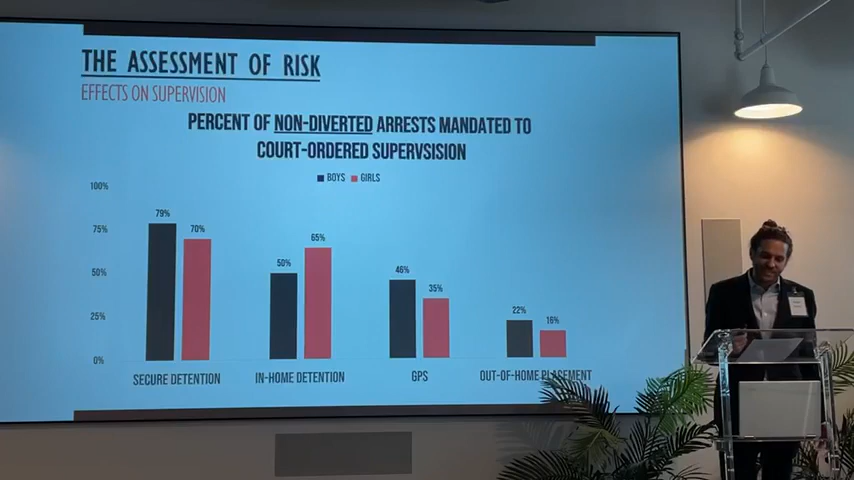 THE ASSESSMENT OF RISK
EFFECTS ON SUPERVISION
PERCENT OF NON-DIVERTED ARRESTS MANDATED TO
COURT-ORDERED SUPERVSISION
BOYS GIRLS
100%
75%
50%
25%
0%
79% 70%
50% 65%
46% 35%
22% 16%
SECURE DETENTION IN-HOME DETENTION GPS OUT-OF-HOME PLACEMENT